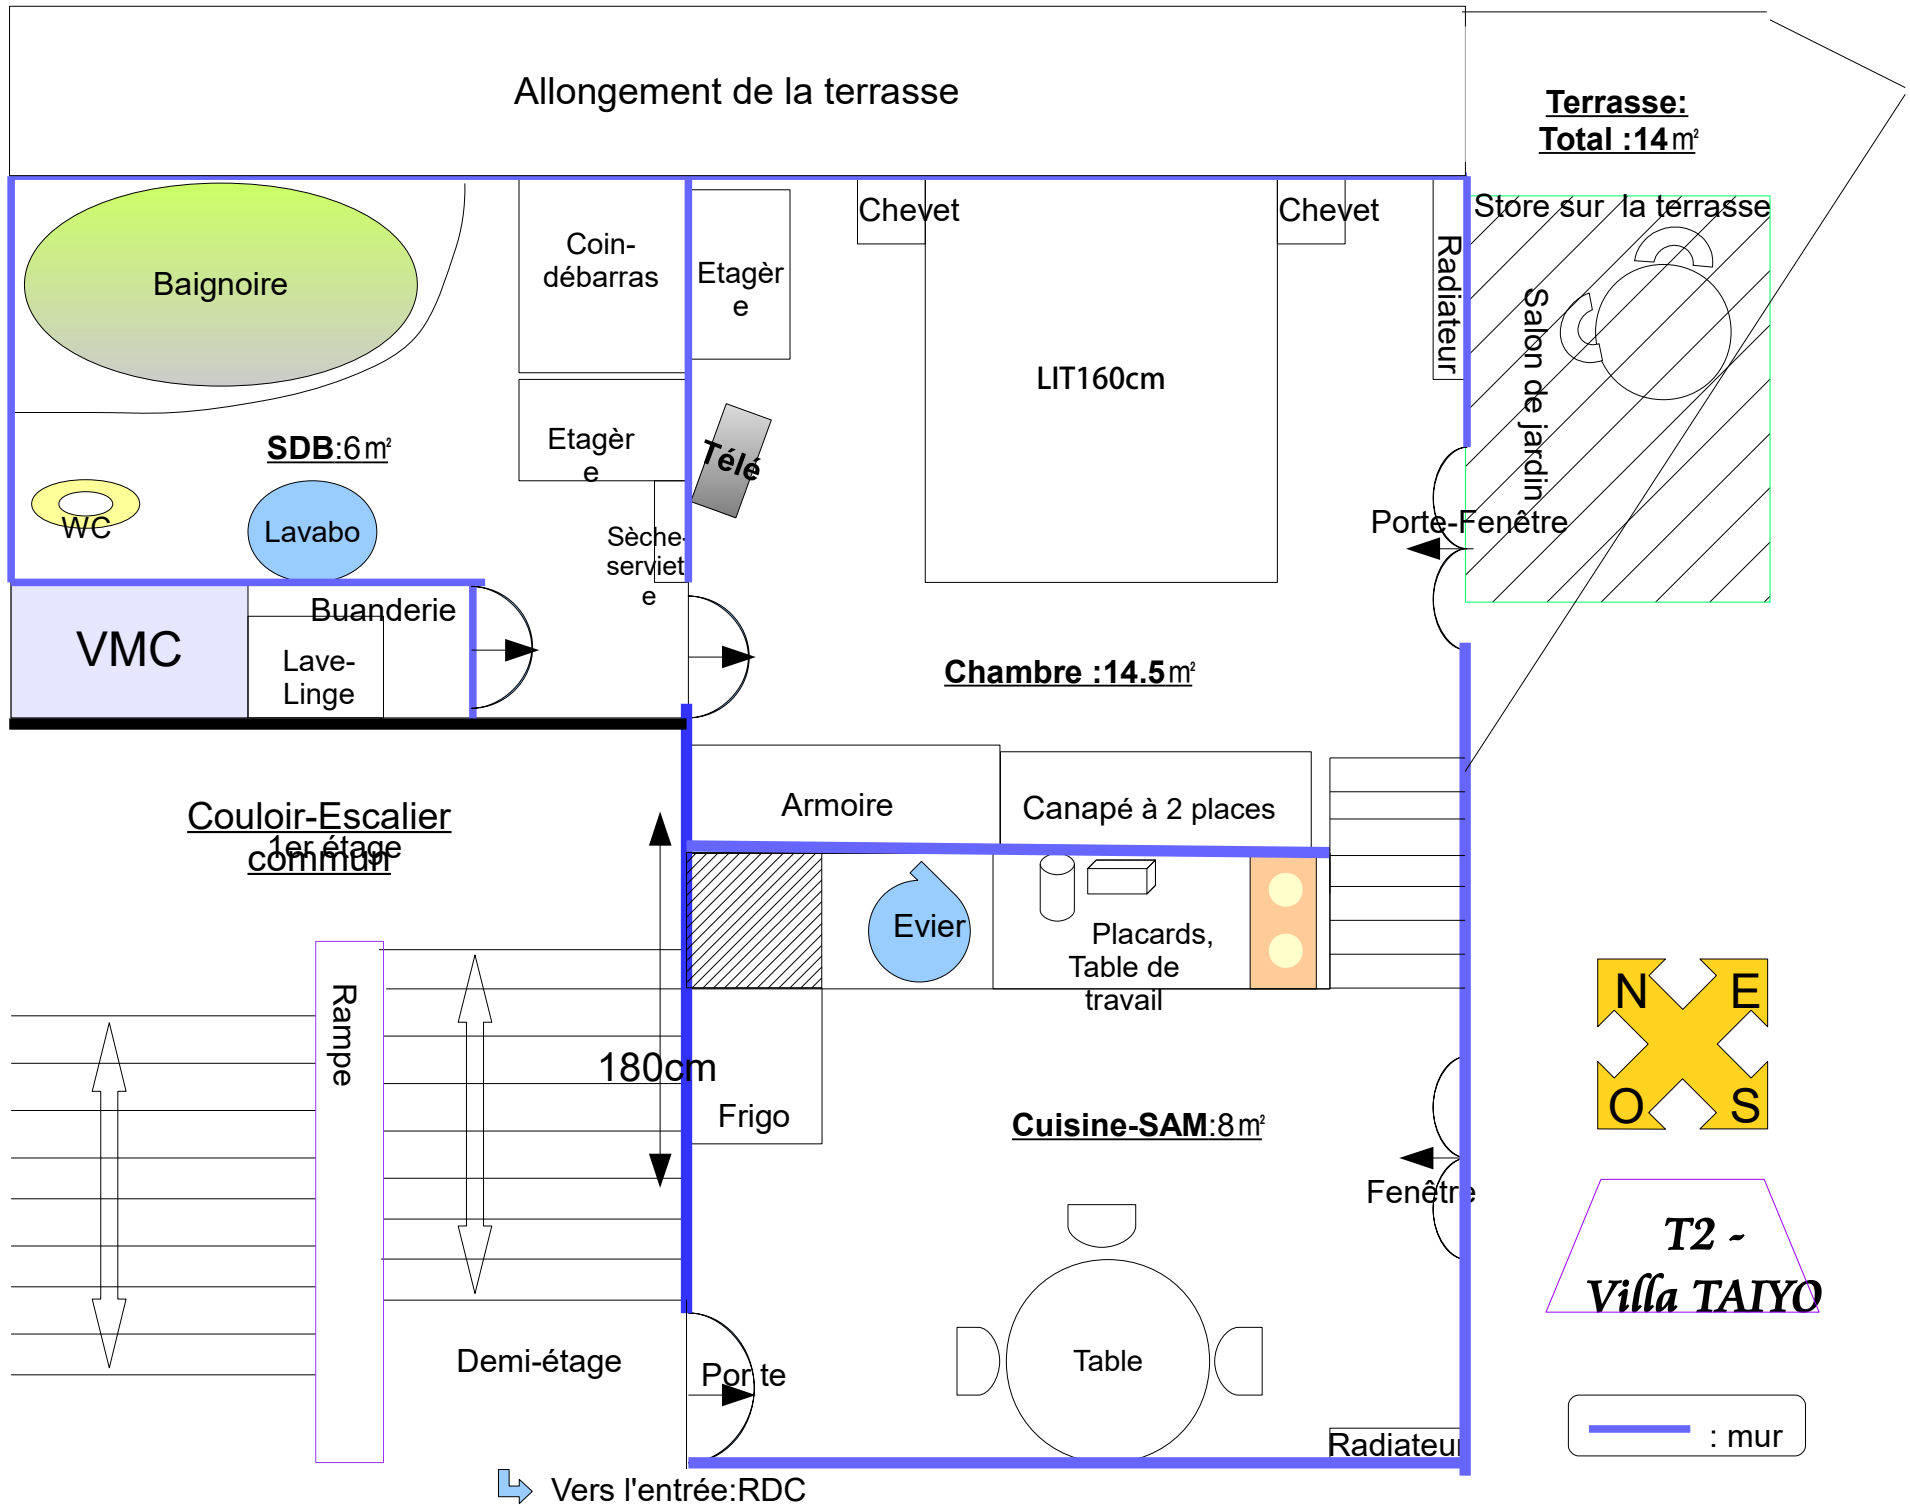 Allongement de la terrasse
Terrasse:
Total :14㎡
Store sur la terrasse
Salon de jardin
Baignoire
Coin-
débarras
Etagèr
e
Chevet
Chevet
Radiateur
LIT160cm
Télé
SDB:6㎡
Etagèr
e
WC
Lavabo
Sèche-
serviet
e
Porte-Fenêtre
VMC
Buanderie
Lave-
Linge
Chambre :14.5㎡
Couloir-Escalier
commun
1er étage
Armoire
Canapé à 2 places
Evier
Placards,
Table de
travail
Rampe
180cm
Frigo
Cuisine-SAM:8㎡
Fenêtre
N
E
O
S
T2 -
Villa TAIYO
Demi-étage
Por te
Table
Radiateur
: mur
Vers l'entrée:RDC